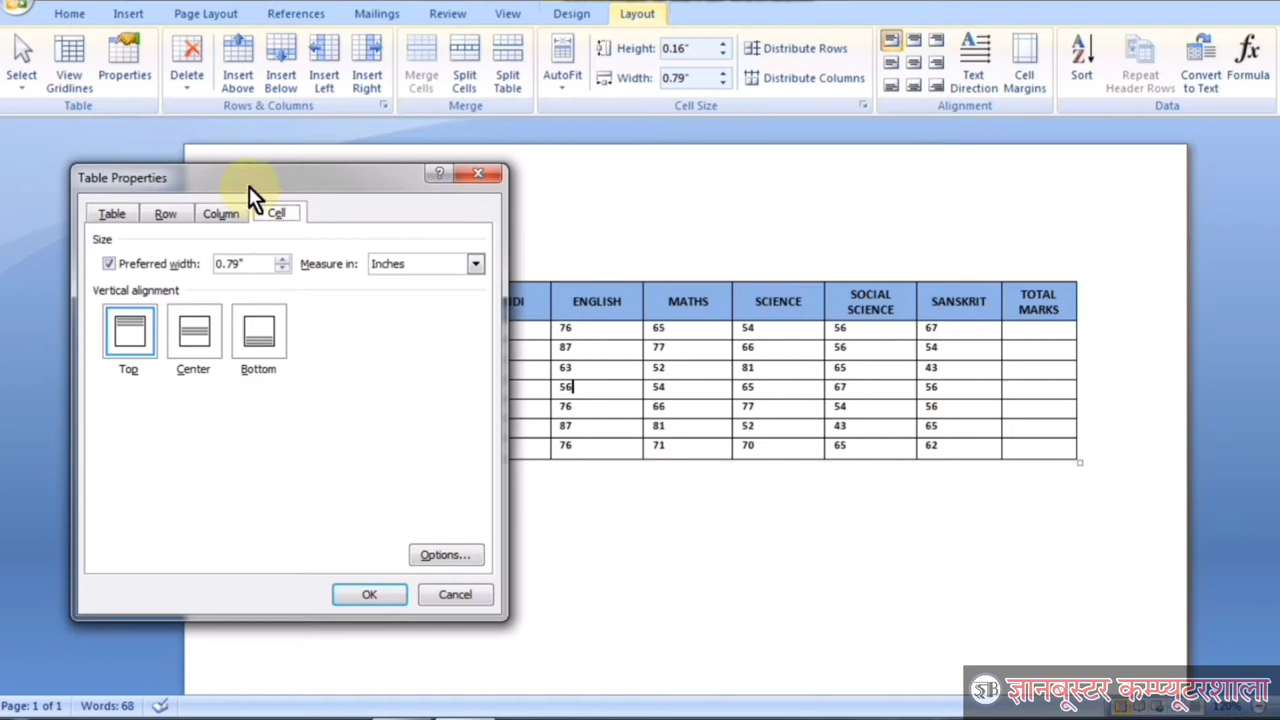 Home Insert Page Layout References Mailings Review View Design Layout
Select View Gridlines Properties Delete Insert Above Insert Below Insert Left Insert Right Merge Cells Split Cells Split Table AutoFit Height: 0.16" Width: 0.79" Distribute Rows Distribute Columns Text Direction Cell Margins Sort Repeat Header Rows Convert to Text Formula
Table Rows & Columns Merge Cell Size Alignment Data
Table Properties
Table Row Column Cell
Size
Preferred width: 0.79" Measure in: Inches
Vertical alignment
Top Center Bottom
Options...
OK Cancel
DI ENGLISH MATHS SCIENCE SOCIAL SCIENCE SANSKRIT TOTAL MARKS
76 65 54 56 67
87 77 66 56 54
63 52 81 65 43
56 54 65 67 56
76 66 77 54 56
87 81 52 43 65
76 71 70 65 62
ज्ञानबूस्टर कम्प्यूटरशाला
Page: 1 of 1 Words: 68 120%